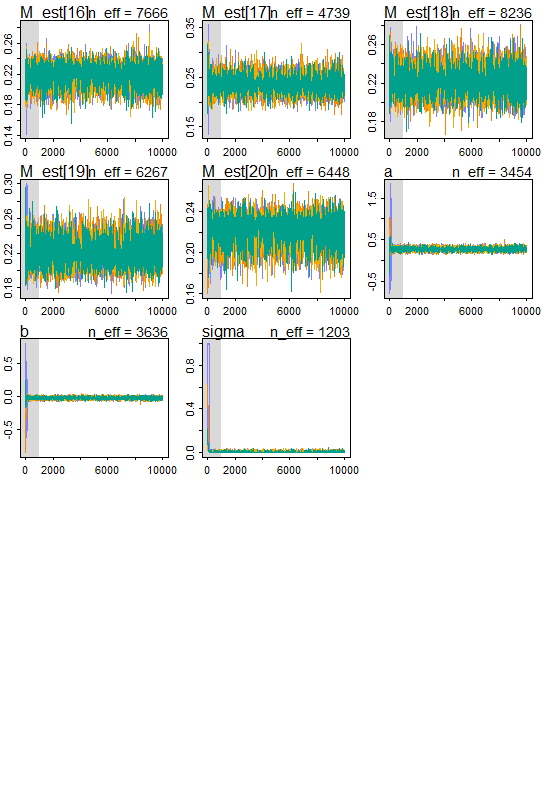 M_est[16] n_eff = 7666
0.14 0.18 0.22 0.26
0 2000 6000 10000
M_est[17] n_eff = 4739
0.15 0.25 0.35
0 2000 6000 10000
M_est[18] n_eff = 8236
0.18 0.22 0.26
0 2000 6000 10000
M_est[19] n_eff = 6267
0.18 0.22 0.26 0.30
0 2000 6000 10000
M_est[20] n_eff = 6448
0.16 0.20 0.24
0 2000 6000 10000
a n_eff = 3454
-0.5 0.5 1.5
0 2000 6000 10000
b n_eff = 3636
-0.5 0.0 0.5
0 2000 6000 10000
sigma n_eff = 1203
0.0 0.4 0.8
0 2000 6000 10000